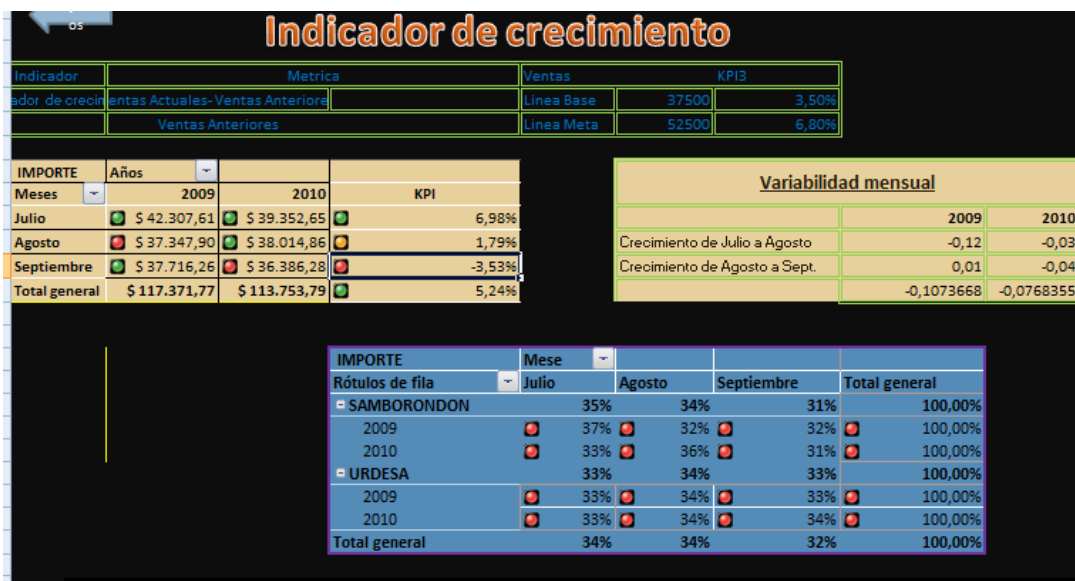 os
Indicador de crecimiento
Indicador Metrica Ventas KPI3
ador de crecin entas Actuales-Ventas Anteriore Linea Base 37500 3,50%
Ventas Anteriores Linea Meta 52500 6,80%
IMPORTE Años
Meses 2009 2010 KPI
Julio $ 42.307,61 $ 39.352,65 6,98%
Agosto $ 37.347,90 $ 38.014,86 1,79%
Septiembre $ 37.716,26 $ 36.386,28 -3,53%
Total general $ 117.371,77 $ 113.753,79 5,24%
Variabilidad mensual
2009 2010
Crecimiento de Julio a Agosto -0,12 -0,03
Crecimiento de Agosto a Sept. 0,01 -0,04
-0,1073668 -0,0768355
IMPORTE Mese
Rótulos de fila Julio Agosto Septiembre Total general
SAMBORONDON 35% 34% 31% 100,00%
2009 37% 32% 32% 100,00%
2010 33% 36% 31% 100,00%
URDESA 33% 34% 33% 100,00%
2009 33% 34% 33% 100,00%
2010 33% 34% 34% 100,00%
Total general 34% 34% 32% 100,00%